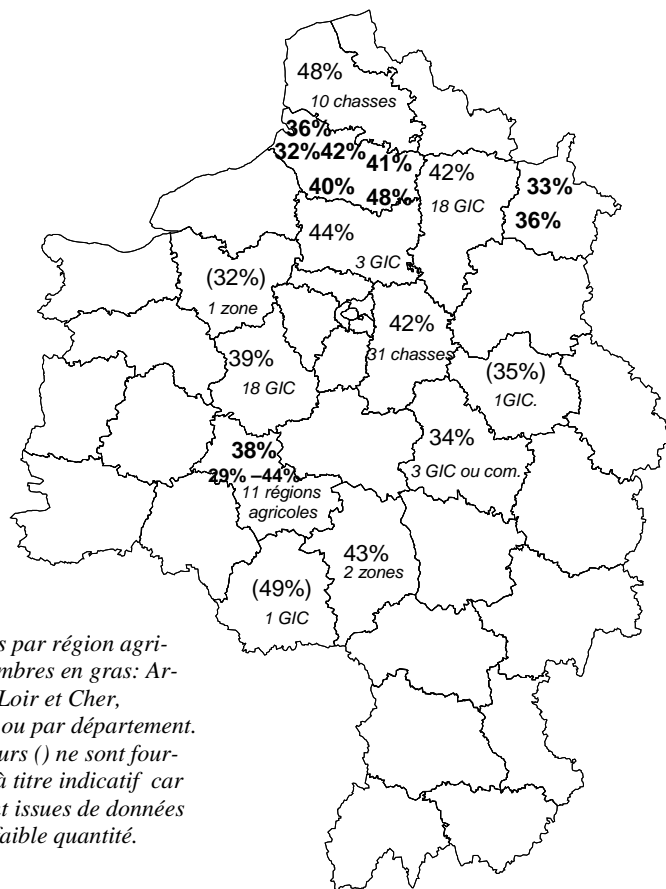 48%
10 chasses
36%
32% 42% 41%
40% 48%
42%
18 GIC
33%
36%
44%
3 GIC
(32%)
1 zone
42%
31 chasses
39%
18 GIC
(35%)
1GIC.
38%
29% –44%
11 régions
agricoles
34%
3 GIC ou com.
43%
2 zones
(49%)
1 GIC
s par région agri-
mbres en gras: Ar-
Loir et Cher,
ou par département.
urs () ne sont four-
à titre indicatif car
t issues de données
faible quantité.